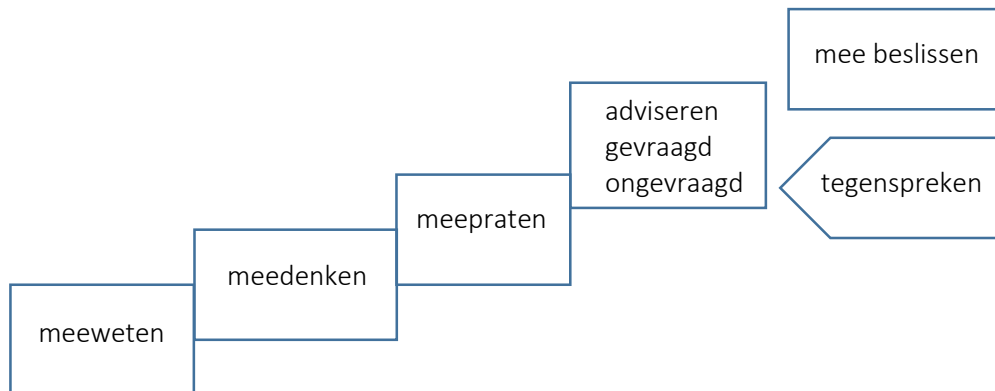 mee beslissen
adviseren
gevraagd
ongevraagd
tegenspreken
meepraten
meedenken
meeweten